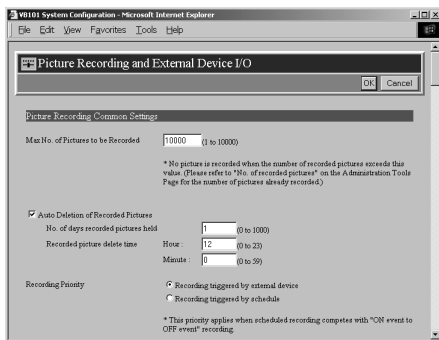 VB101 System Configuration - Microsoft Internet Explorer
File Edit View Favorites Tools Help
Picture Recording and External Device I/O
OK Cancel
Picture Recording Common Settings
Max No. of Pictures to be Recorded 10000 (1 to 10000)
* No picture is recorded when the number of recorded pictures exceeds this
value. (Please refer to "No. of recorded pictures" on the Administration Tools
Page for the number of pictures already recorded.)
Auto Deletion of Recorded Pictures
No. of days recorded pictures held 1 (0 to 1000)
Recorded picture delete time Hour : 12 (0 to 23)
Minute : 0 (0 to 59)
Recording Priority Recording triggered by external device
Recording triggered by schedule
* This priority applies when scheduled recording competes with "ON event to
OFF event" recording.